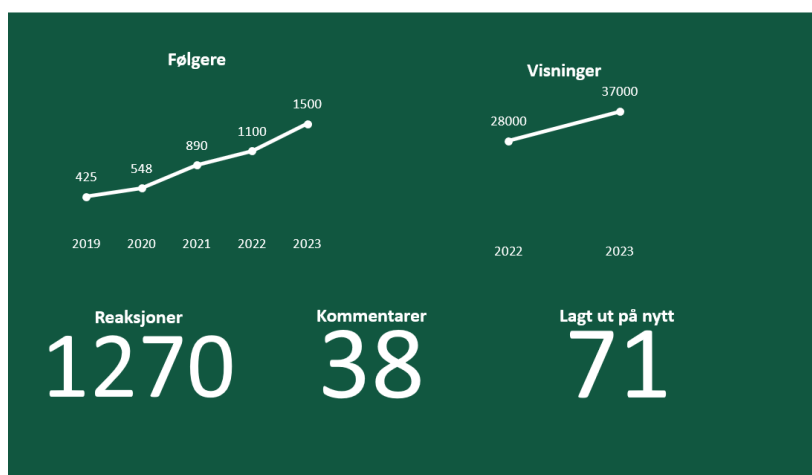 Følgere
425
548
890
1100
1500
2019 2020 2021 2022 2023
Visninger
28000
37000
2022 2023
Reaksjoner
1270
Kommentarer
38
Lagt ut på nytt
71